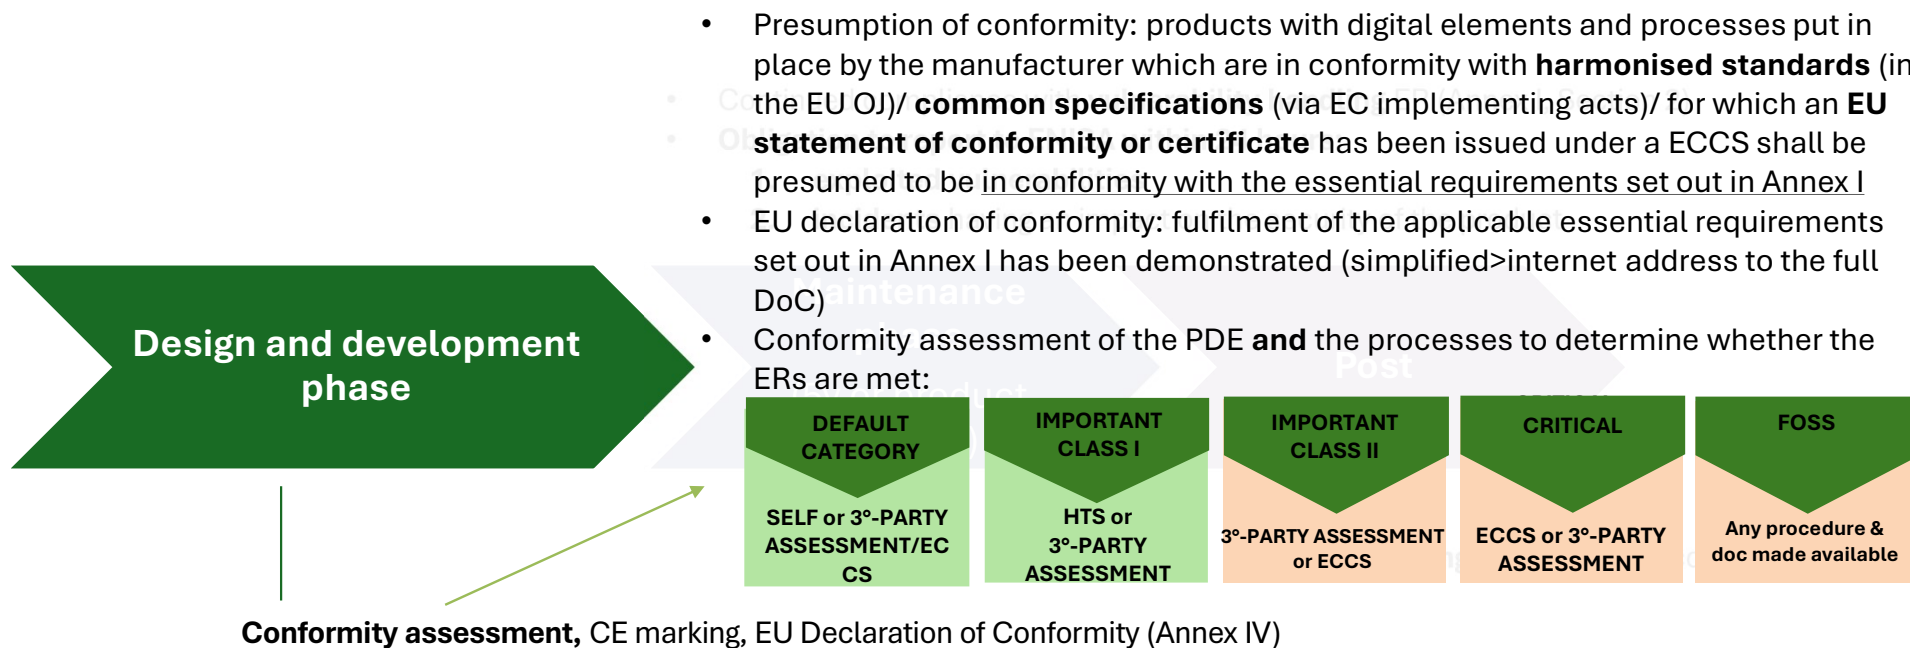 • Presumption of conformity: products with digital elements and processes put in
place by the manufacturer which are in conformity with harmonised standards (in
the EU OJ)/ common specifications (via EC implementing acts)/ for which an EU
statement of conformity or certificate has been issued under a ECCS shall be
presumed to be in conformity with the essential requirements set out in Annex I
• EU declaration of conformity: fulfilment of the applicable essential requirements
set out in Annex I has been demonstrated (simplified>internet address to the full
DoC)
• Conformity assessment of the PDE and the processes to determine whether the
ERs are met:
Design and development
phase
Maintenance
Post
DEFAULT
CATEGORY
SELF or 3°-PARTY
ASSESSMENT/EC
CS
IMPORTANT
CLASS I
HTS or
3°-PARTY
ASSESSMENT
IMPORTANT
CLASS II
3°-PARTY ASSESSMENT
or ECCS
CRITICAL
ECCS or 3°-PARTY
ASSESSMENT
FOSS
Any procedure &
doc made available
Conformity assessment, CE marking, EU Declaration of Conformity (Annex IV)